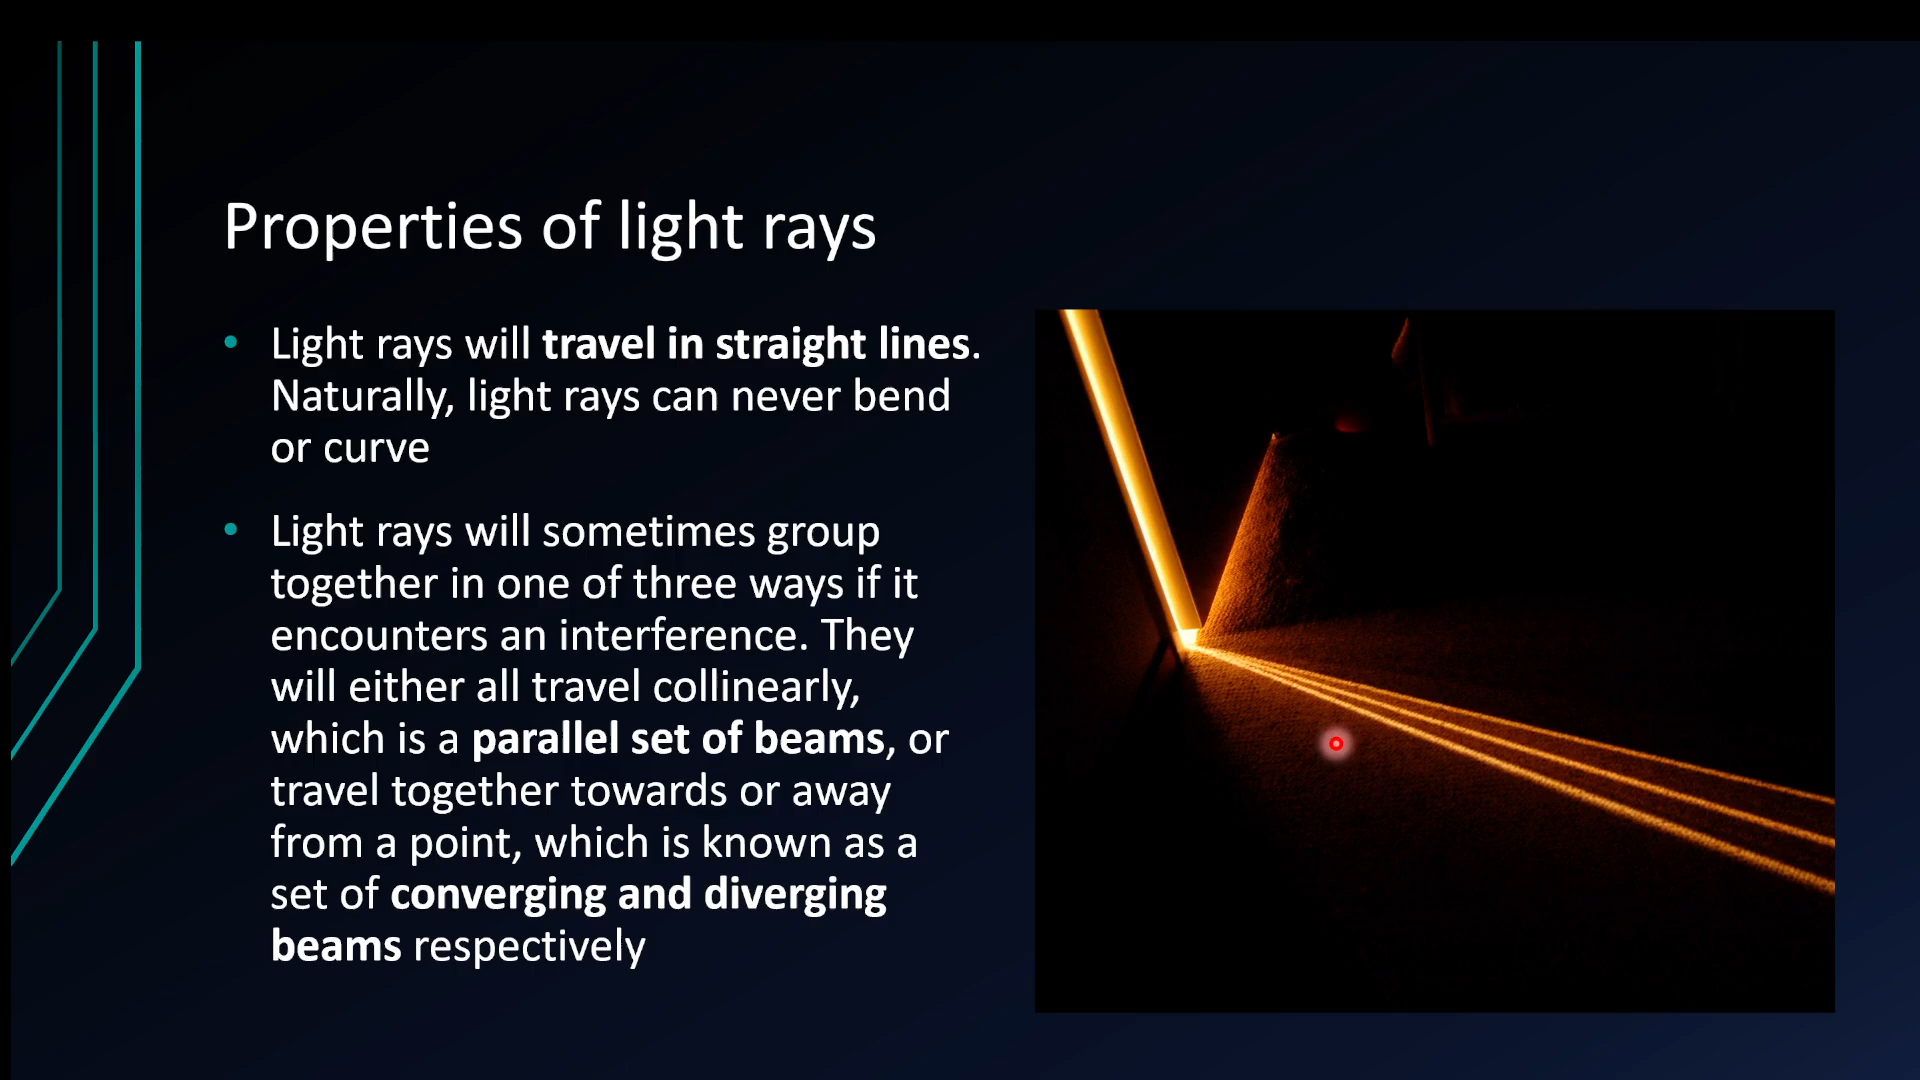 Properties of light rays
• Light rays will travel in straight lines.
Naturally, light rays can never bend
or curve
• Light rays will sometimes group
together in one of three ways if it
encounters an interference. They
will either all travel collinearly,
which is a parallel set of beams, or
travel together towards or away
from a point, which is known as a
set of converging and diverging
beams respectively